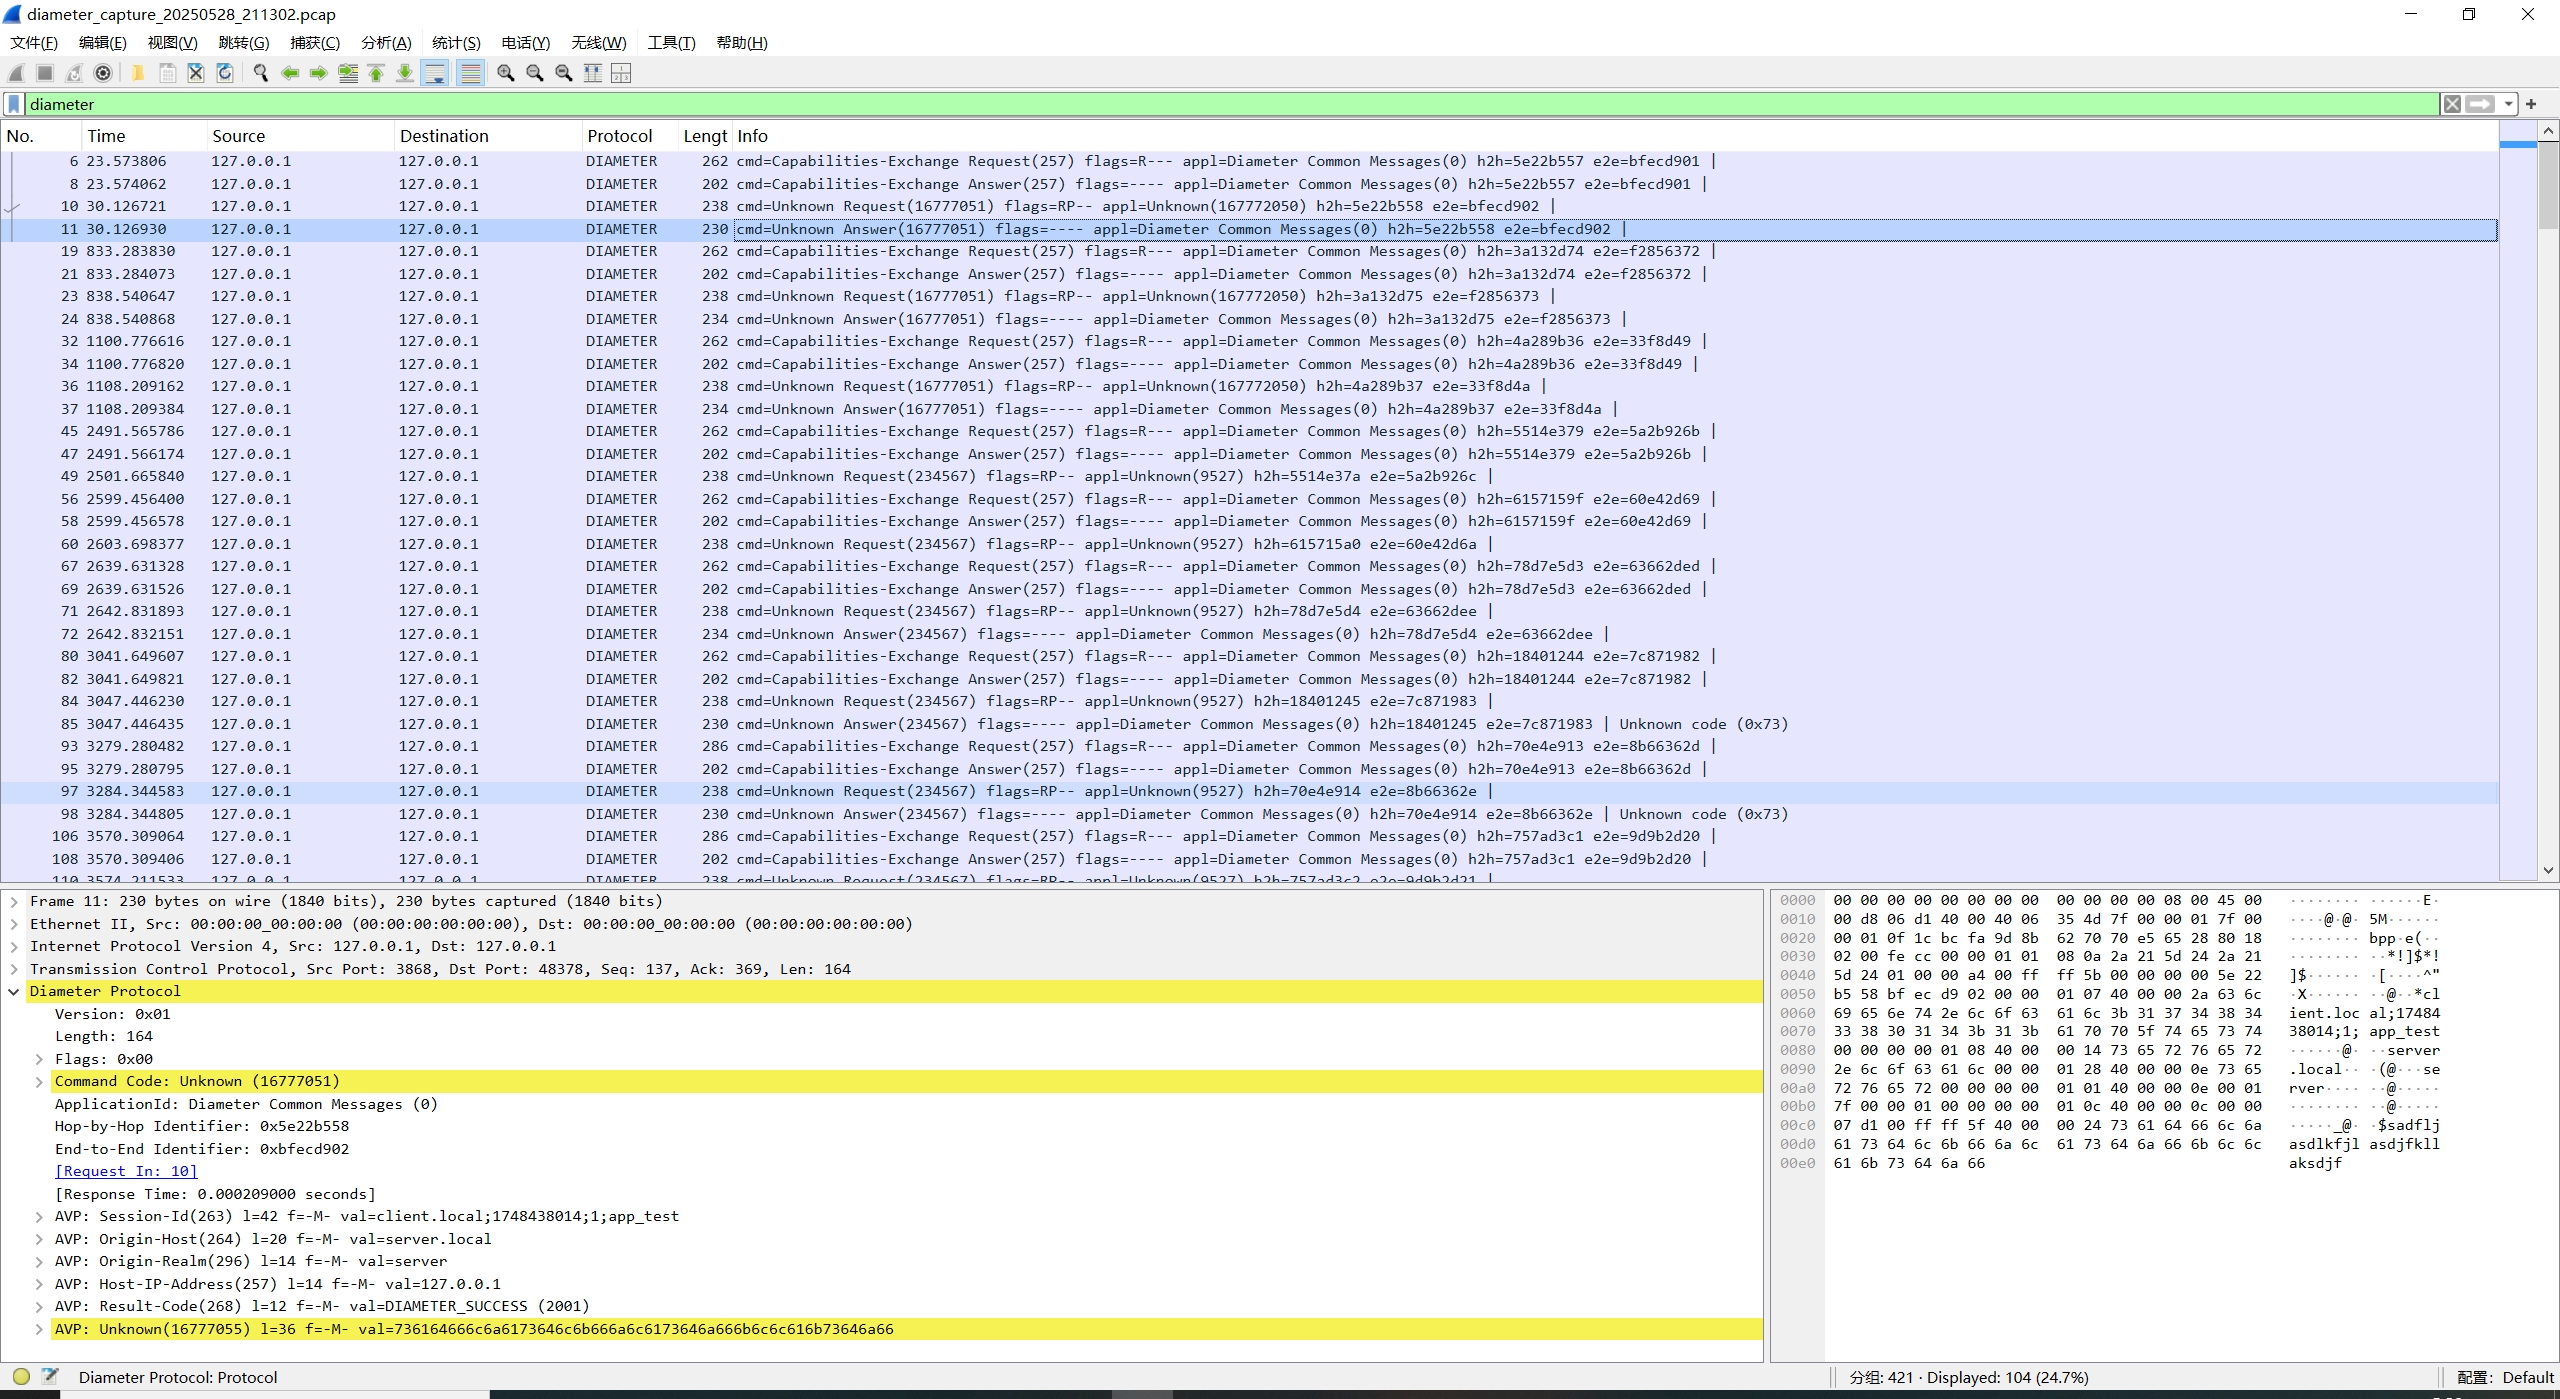 diameter_capture_20250528_211302.pcap
文件(F) 编辑(E) 视图(V) 跳转(G) 捕获(C) 分析(A) 统计(S) 电话(Y) 无线(W) 工具(T) 帮助(H)
diameter
No. Time Source Destination Protocol Lengt Info
6 23.573806 127.0.0.1 127.0.0.1 DIAMETER 262 cmd=Capabilities-Exchange Request(257) flags=R--- appl=Diameter Common Messages(0) h2h=5e22b557 e2e=bfecd901 |
8 23.574062 127.0.0.1 127.0.0.1 DIAMETER 202 cmd=Capabilities-Exchange Answer(257) flags=---- appl=Diameter Common Messages(0) h2h=5e22b557 e2e=bfecd901 |
10 30.126721 127.0.0.1 127.0.0.1 DIAMETER 238 cmd=Unknown Request(16777051) flags=RP-- appl=Unknown(167772050) h2h=5e22b558 e2e=bfecd902 |
11 30.126930 127.0.0.1 127.0.0.1 DIAMETER 230 cmd=Unknown Answer(16777051) flags=---- appl=Diameter Common Messages(0) h2h=5e22b558 e2e=bfecd902 |
19 833.283830 127.0.0.1 127.0.0.1 DIAMETER 262 cmd=Capabilities-Exchange Request(257) flags=R--- appl=Diameter Common Messages(0) h2h=3a132d74 e2e=f2856372 |
21 833.284073 127.0.0.1 127.0.0.1 DIAMETER 202 cmd=Capabilities-Exchange Answer(257) flags=---- appl=Diameter Common Messages(0) h2h=3a132d74 e2e=f2856372 |
23 838.540647 127.0.0.1 127.0.0.1 DIAMETER 238 cmd=Unknown Request(16777051) flags=RP-- appl=Unknown(167772050) h2h=3a132d75 e2e=f2856373 |
24 838.540868 127.0.0.1 127.0.0.1 DIAMETER 234 cmd=Unknown Answer(16777051) flags=---- appl=Diameter Common Messages(0) h2h=3a132d75 e2e=f2856373 |
32 1100.776616 127.0.0.1 127.0.0.1 DIAMETER 262 cmd=Capabilities-Exchange Request(257) flags=R--- appl=Diameter Common Messages(0) h2h=4a289b36 e2e=33f8d49 |
34 1100.776820 127.0.0.1 127.0.0.1 DIAMETER 202 cmd=Capabilities-Exchange Answer(257) flags=---- appl=Diameter Common Messages(0) h2h=4a289b36 e2e=33f8d49 |
36 1108.209162 127.0.0.1 127.0.0.1 DIAMETER 238 cmd=Unknown Request(16777051) flags=RP-- appl=Unknown(167772050) h2h=4a289b37 e2e=33f8d4a |
37 1108.209384 127.0.0.1 127.0.0.1 DIAMETER 234 cmd=Unknown Answer(16777051) flags=---- appl=Diameter Common Messages(0) h2h=4a289b37 e2e=33f8d4a |
45 2491.565786 127.0.0.1 127.0.0.1 DIAMETER 262 cmd=Capabilities-Exchange Request(257) flags=R--- appl=Diameter Common Messages(0) h2h=5514e379 e2e=5a2b926b |
47 2491.566174 127.0.0.1 127.0.0.1 DIAMETER 202 cmd=Capabilities-Exchange Answer(257) flags=---- appl=Diameter Common Messages(0) h2h=5514e379 e2e=5a2b926b |
49 2501.665840 127.0.0.1 127.0.0.1 DIAMETER 238 cmd=Unknown Request(234567) flags=RP-- appl=Unknown(9527) h2h=5514e37a e2e=5a2b926c |
56 2599.456400 127.0.0.1 127.0.0.1 DIAMETER 262 cmd=Capabilities-Exchange Request(257) flags=R--- appl=Diameter Common Messages(0) h2h=6157159f e2e=60e42d69 |
58 2599.456578 127.0.0.1 127.0.0.1 DIAMETER 202 cmd=Capabilities-Exchange Answer(257) flags=---- appl=Diameter Common Messages(0) h2h=6157159f e2e=60e42d69 |
60 2603.698377 127.0.0.1 127.0.0.1 DIAMETER 238 cmd=Unknown Request(234567) flags=RP-- appl=Unknown(9527) h2h=615715a0 e2e=60e42d6a |
67 2639.631328 127.0.0.1 127.0.0.1 DIAMETER 262 cmd=Capabilities-Exchange Request(257) flags=R--- appl=Diameter Common Messages(0) h2h=78d7e5d3 e2e=63662ded |
69 2639.631526 127.0.0.1 127.0.0.1 DIAMETER 202 cmd=Capabilities-Exchange Answer(257) flags=---- appl=Diameter Common Messages(0) h2h=78d7e5d3 e2e=63662ded |
71 2642.831893 127.0.0.1 127.0.0.1 DIAMETER 238 cmd=Unknown Request(234567) flags=RP-- appl=Unknown(9527) h2h=78d7e5d4 e2e=63662dee |
72 2642.832151 127.0.0.1 127.0.0.1 DIAMETER 234 cmd=Unknown Answer(234567) flags=---- appl=Diameter Common Messages(0) h2h=78d7e5d4 e2e=63662dee |
80 3041.649607 127.0.0.1 127.0.0.1 DIAMETER 262 cmd=Capabilities-Exchange Request(257) flags=R--- appl=Diameter Common Messages(0) h2h=18401244 e2e=7c871982 |
82 3041.649821 127.0.0.1 127.0.0.1 DIAMETER 202 cmd=Capabilities-Exchange Answer(257) flags=---- appl=Diameter Common Messages(0) h2h=18401244 e2e=7c871982 |
84 3047.446230 127.0.0.1 127.0.0.1 DIAMETER 238 cmd=Unknown Request(234567) flags=RP-- appl=Unknown(9527) h2h=18401245 e2e=7c871983 |
85 3047.446435 127.0.0.1 127.0.0.1 DIAMETER 230 cmd=Unknown Answer(234567) flags=---- appl=Diameter Common Messages(0) h2h=18401245 e2e=7c871983 | Unknown code (0x73)
93 3279.280482 127.0.0.1 127.0.0.1 DIAMETER 286 cmd=Capabilities-Exchange Request(257) flags=R--- appl=Diameter Common Messages(0) h2h=70e4e913 e2e=8b66362d |
95 3279.280795 127.0.0.1 127.0.0.1 DIAMETER 202 cmd=Capabilities-Exchange Answer(257) flags=---- appl=Diameter Common Messages(0) h2h=70e4e913 e2e=8b66362d |
97 3284.344583 127.0.0.1 127.0.0.1 DIAMETER 238 cmd=Unknown Request(234567) flags=RP-- appl=Unknown(9527) h2h=70e4e914 e2e=8b66362e |
98 3284.344805 127.0.0.1 127.0.0.1 DIAMETER 230 cmd=Unknown Answer(234567) flags=---- appl=Diameter Common Messages(0) h2h=70e4e914 e2e=8b66362e | Unknown code (0x73)
106 3570.309064 127.0.0.1 127.0.0.1 DIAMETER 286 cmd=Capabilities-Exchange Request(257) flags=R--- appl=Diameter Common Messages(0) h2h=757ad3c1 e2e=9d9b2d20 |
108 3570.309406 127.0.0.1 127.0.0.1 DIAMETER 202 cmd=Capabilities-Exchange Answer(257) flags=---- appl=Diameter Common Messages(0) h2h=757ad3c1 e2e=9d9b2d20 |
110 3574.211533 127.0.0.1 127.0.0.1 DIAMETER 238 cmd=Unknown Request(234567) flags=RP-- appl=Unknown(9527) h2h=757ad3c2 e2e=9d9b2d21 |
Frame 11: 230 bytes on wire (1840 bits), 230 bytes captured (1840 bits)
Ethernet II, Src: 00:00:00_00:00:00 (00:00:00:00:00:00), Dst: 00:00:00_00:00:00 (00:00:00:00:00:00)
Internet Protocol Version 4, Src: 127.0.0.1, Dst: 127.0.0.1
Transmission Control Protocol, Src Port: 3868, Dst Port: 48378, Seq: 137, Ack: 369, Len: 164
Diameter Protocol
Version: 0x01
Length: 164
Flags: 0x00
Command Code: Unknown (16777051)
ApplicationId: Diameter Common Messages (0)
Hop-by-Hop Identifier: 0x5e22b558
End-to-End Identifier: 0xbfecd902
[Request In: 10]
[Response Time: 0.000209000 seconds]
AVP: Session-Id(263) l=42 f=-M- val=client.local;1748438014;1;app_test
AVP: Origin-Host(264) l=20 f=-M- val=server.local
AVP: Origin-Realm(296) l=14 f=-M- val=server
AVP: Host-IP-Address(257) l=14 f=-M- val=127.0.0.1
AVP: Result-Code(268) l=12 f=-M- val=DIAMETER_SUCCESS (2001)
AVP: Unknown(16777055) l=36 f=-M- val=736164666c6a6173646c6b666a6c6173646a666b6c6c616b73646a66
0000 00 00 00 00 00 00 00 00 00 00 00 00 08 00 45 00 ········ ······E·
0010 00 d8 06 d1 40 00 40 06 35 4d 7f 00 00 01 7f 00 ····@·@· 5M······
0020 00 01 0f 1c bc fa 9d 8b 62 70 70 e5 65 28 80 18 ········ bpp·e(··
0030 02 00 fe cc 00 00 01 01 08 0a 2a 21 5d 24 2a 21 ········ ··*!]$*!
0040 5d 24 01 00 00 a4 00 ff ff 5b 00 00 00 00 5e 22 ]$······ ·[····^"
0050 b5 58 bf ec d9 02 00 00 01 07 40 00 00 2a 63 6c ·X······ ··@··*cl
0060 69 65 6e 74 2e 6c 6f 63 61 6c 3b 31 37 34 38 34 ient.loc al;17484
0070 33 38 30 31 34 3b 31 3b 61 70 70 5f 74 65 73 74 38014;1; app_test
0080 00 00 00 00 01 08 40 00 00 14 73 65 72 76 65 72 ······@· ··server
0090 2e 6c 6f 63 61 6c 00 00 01 28 40 00 00 0e 73 65 .local·· ·(@···se
00a0 72 76 65 72 00 00 00 00 01 01 40 00 00 0e 00 01 rver···· ··@·····
00b0 7f 00 00 01 00 00 00 00 01 0c 40 00 00 0c 00 00 ········ ··@·····
00c0 07 d1 00 ff ff 5f 40 00 00 24 73 61 64 66 6c 6a ·····_@· ·$sadflj
00d0 61 73 64 6c 6b 66 6a 6c 61 73 64 6a 66 6b 6c 6c asdlkfjl asdjfkll
00e0 61 6b 73 64 6a 66 aksdjf
Diameter Protocol: Protocol
分组: 421 · Displayed: 104 (24.7%)
配置: Default